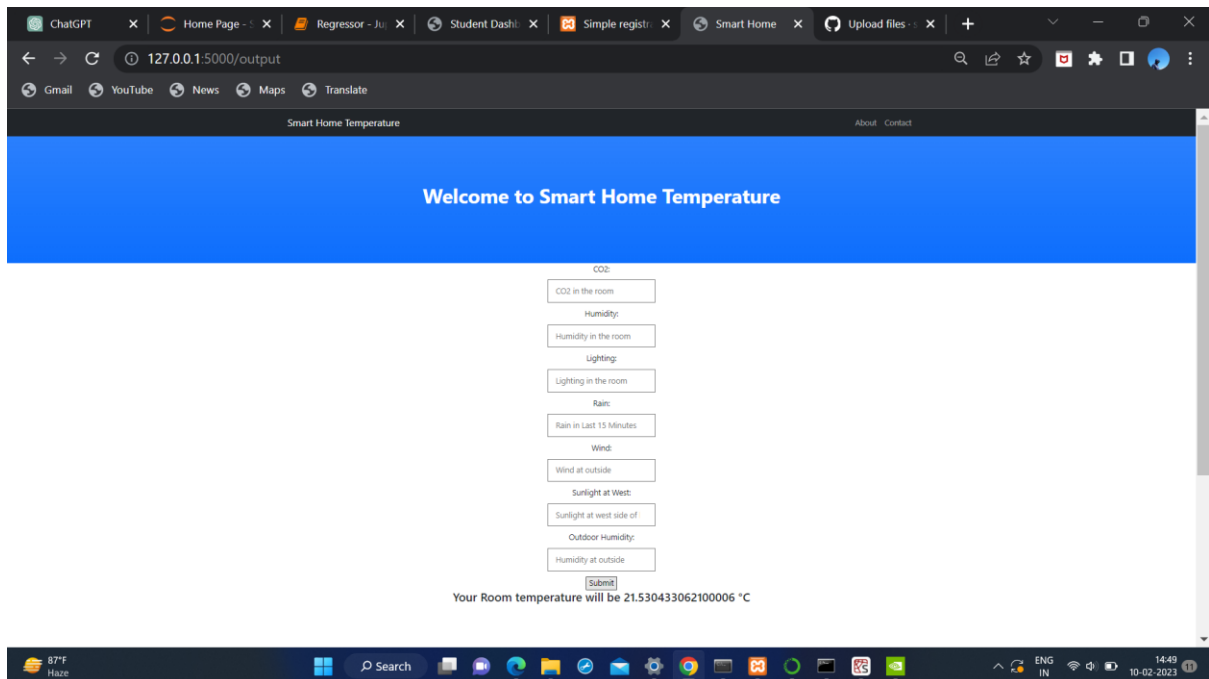 ChatGPT Home Page - S Regressor - Ju Student Dashb Simple registra Smart Home Upload files · s
127.0.0.1:5000/output
Gmail YouTube News Maps Translate
Smart Home Temperature About Contact
Welcome to Smart Home Temperature
CO2:
CO2 in the room
Humidity:
Humidity in the room
Lighting:
Lighting in the room
Rain:
Rain in Last 15 Minutes
Wind:
Wind at outside
Sunlight at West:
Sunlight at west side of
Outdoor Humidity:
Humidity at outside
Submit
Your Room temperature will be 21.530433062100006 °C
87°F
Haze
Search
ENG
IN
14:49
10-02-2023
11